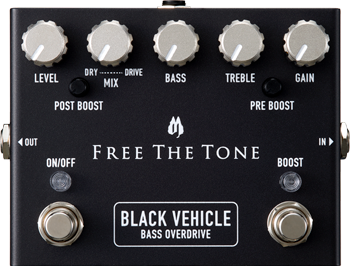 LEVEL
DRY DRIVE
MIX
BASS
TREBLE
GAIN
POST BOOST
PRE BOOST
◄OUT
IN►
FREE THE TONE
ON/OFF
BOOST
BLACK VEHICLE
BASS OVERDRIVE